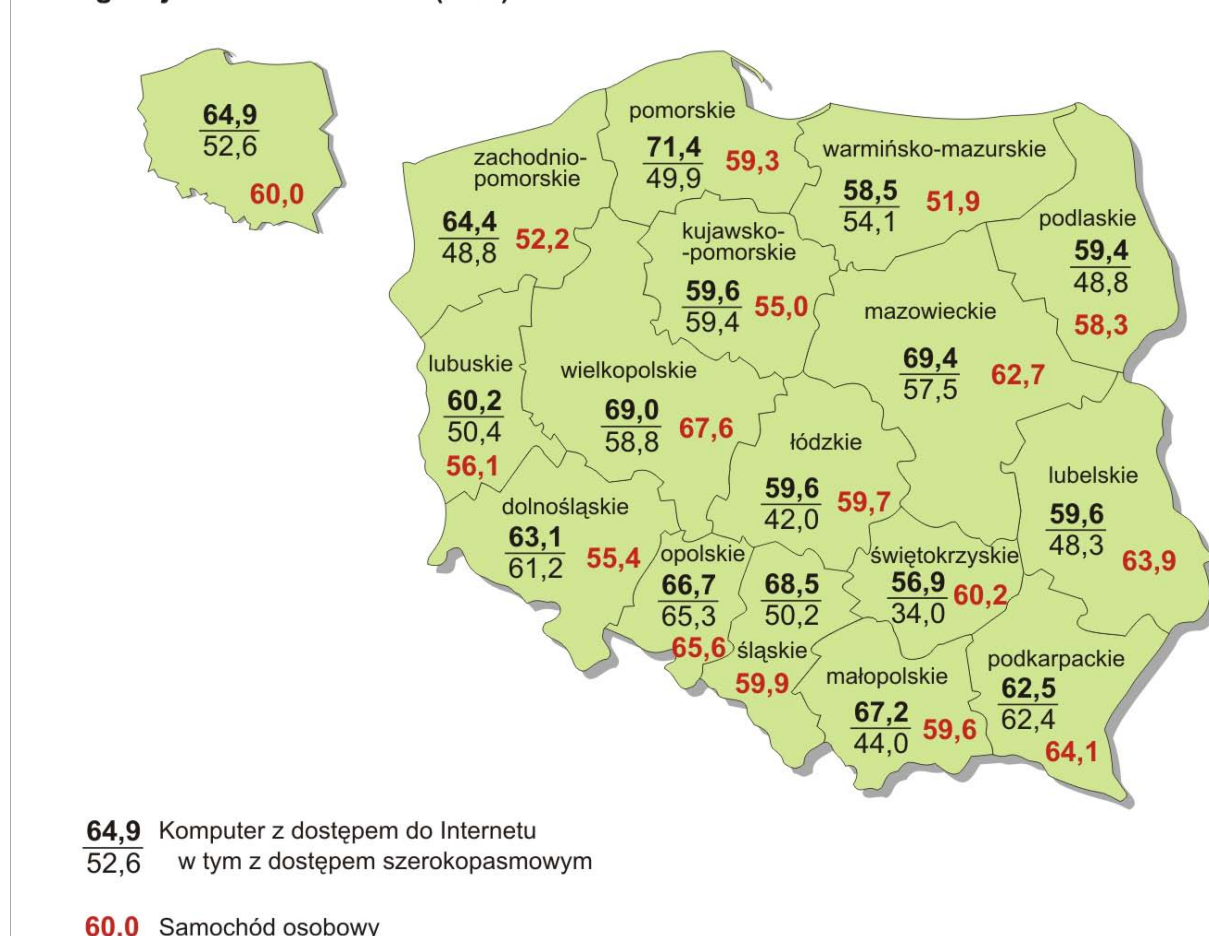 64,9
52,6
60,0
pomorskie
71,4
49,9
59,3
zachodnio-
pomorskie
64,4
48,8
52,2
warmińsko-mazurskie
58,5
54,1
51,9
podlaskie
59,4
48,8
58,3
kujawsko-
-pomorskie
59,6
59,4
55,0
mazowieckie
69,4
57,5
62,7
lubuskie
60,2
50,4
56,1
wielkopolskie
69,0
58,8
67,6
łódzkie
59,6
42,0
59,7
lubelskie
59,6
48,3
63,9
dolnośląskie
63,1
61,2
55,4
opolskie
66,7
65,3
65,6
68,5
50,2
śląskie
59,9
świętokrzyskie
56,9
34,0
60,2
małopolskie
67,2
44,0
59,6
podkarpackie
62,5
62,4
64,1
64,9 Komputer z dostępem do Internetu
52,6 w tym z dostępem szerokopasmowym
60,0 Samochód osobowy